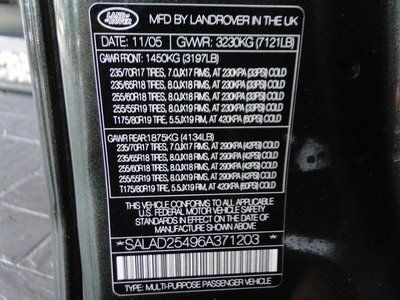 LAND ROVER
MFD BY LANDROVER IN THE UK
DATE: 11/05 GVWR: 3230KG (7121LB)
GAWR FRONT: 1450KG (3197LB)
235/70R17 TIRES, 7.0JX17 RIMS, AT 230KPA (33PSI) COLD
235/65R18 TIRES, 8.0JX18 RIMS, AT 230KPA (33PSI) COLD
255/60R18 TIRES, 8.0JX18 RIMS, AT 230KPA (33PSI) COLD
255/55R19 TIRES, 8.0JX19 RIMS, AT 230KPA (33PSI) COLD
T175/80R19 TIRE, 5.5JX19 RIM, AT 420KPA (60PSI) COLD
GAWR REAR: 1875KG (4134LB)
235/70R17 TIRES, 7.0JX17 RIMS, AT 290KPA (42PSI) COLD
235/65R18 TIRES, 8.0JX18 RIMS, AT 290KPA (42PSI) COLD
255/60R18 TIRES, 8.0JX18 RIMS, AT 290KPA (42PSI) COLD
255/55R19 TIRES, 8.0JX19 RIMS, AT 290KPA (42PSI) COLD
T175/80R19 TIRE, 5.5JX19 RIM, AT 420KPA (60PSI) COLD
THIS VEHICLE CONFORMS TO ALL APPLICABLE
U.S. FEDERAL MOTOR VEHICLE SAFETY
STANDARDS IN EFFECT ON THE DATE OF
MANUFACTURE SHOWN ABOVE
*SALAD25496A371203*
TYPE: MULTI-PURPOSE PASSENGER VEHICLE